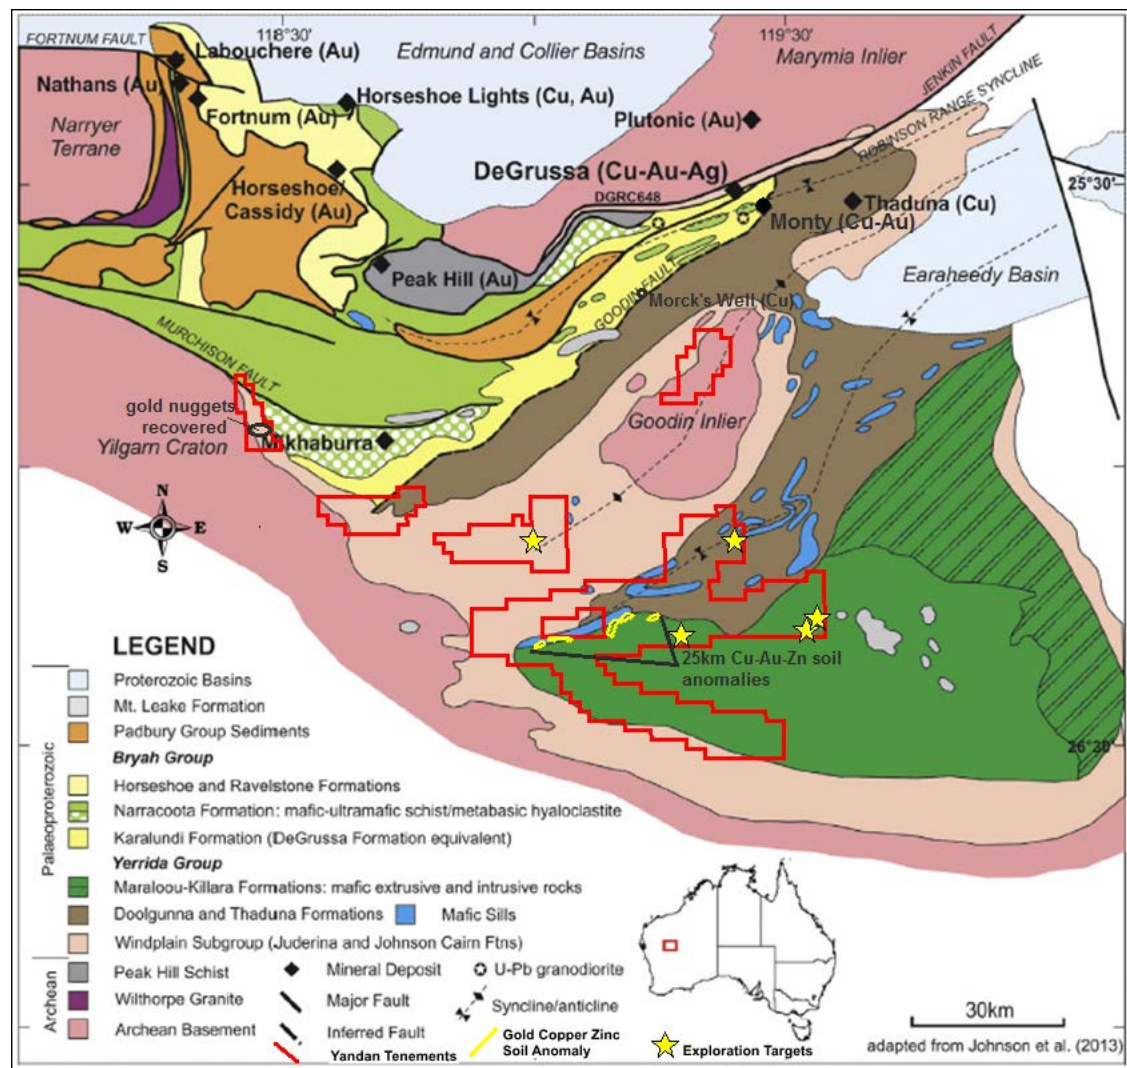 118°30'
119°30'
FORTNUM FAULT
Labouchere (Au)
Edmund and Collier Basins
Marymia Inlier
JENKIN FAULT
Nathans (Au)
Horseshoe Lights (Cu, Au)
Fortnum (Au)
Plutonic (Au)
ROBINSON RANGE SYNCLINE
Narryer
Terrane
DeGrussa (Cu-Au-Ag)
25°30'
Horseshoe/
Cassidy (Au)
DGRC648
Thaduna (Cu)
Monty (Cu-Au)
Peak Hill (Au)
Earaheedy Basin
GOODIN FAULT
Morck's Well (Cu)
MURCHISON FAULT
gold nuggets
recovered
Goodin Inlier
Mikhaburra
Yilgarn Craton
N
W E
S
25km Cu-Au-Zn soil
anomalies
26°30'
LEGEND
Proterozoic Basins
Mt. Leake Formation
Padbury Group Sediments
Bryah Group
Horseshoe and Ravelstone Formations
Narracoota Formation: mafic-ultramafic schist/metabasic hyaloclastite
Karalundi Formation (DeGrussa Formation equivalent)
Yerrida Group
Maraloou-Killara Formations: mafic extrusive and intrusive rocks
Doolgunna and Thaduna Formations
Mafic Sills
Windplain Subgroup (Juderina and Johnson Cairn Ftns)
Palaeoproterozoic
Archean
Peak Hill Schist
Mineral Deposit
U-Pb granodiorite
Wilthorpe Granite
Major Fault
Syncline/anticline
Archean Basement
Inferred Fault
Yandan Tenements
Gold Copper Zinc
Soil Anomaly
Exploration Targets
30km
adapted from Johnson et al. (2013)